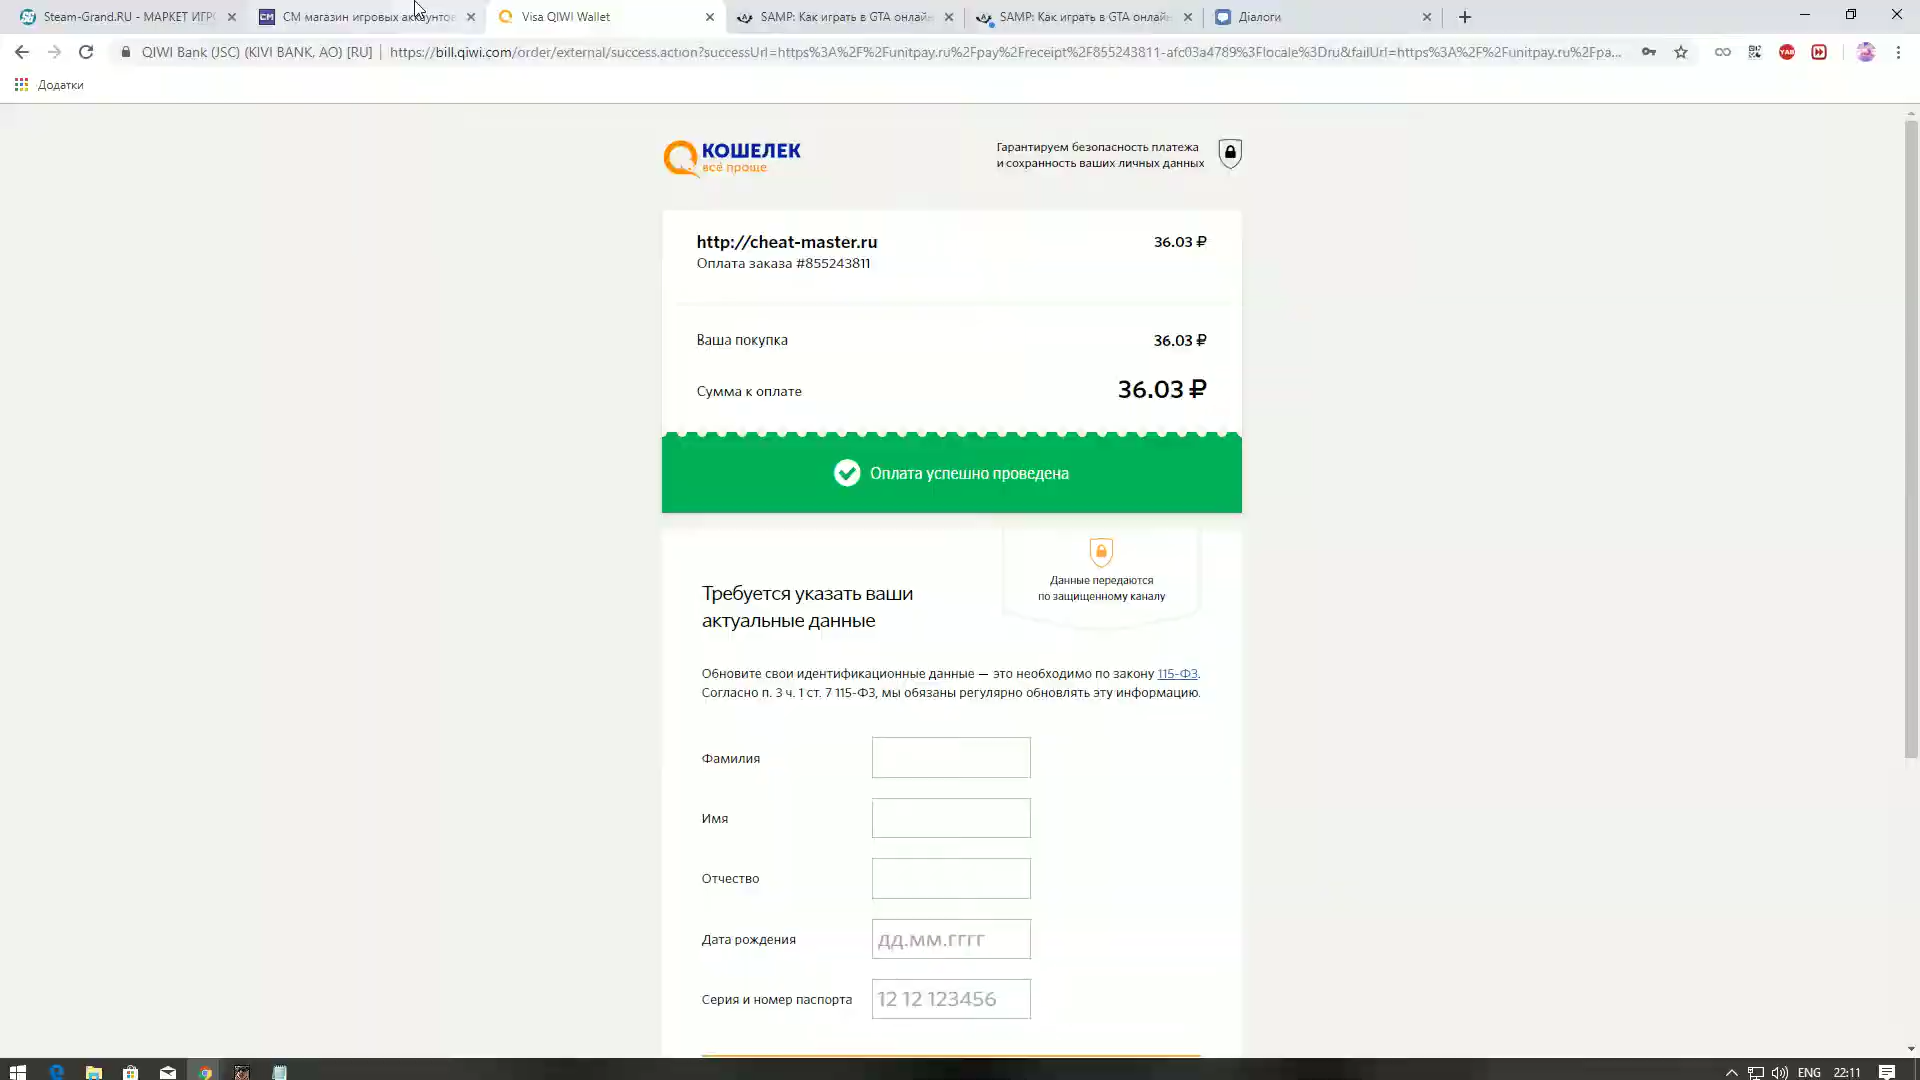 Steam-Grand.RU - МАРКЕТ ИГР
CM магазин игровых аккаунтов
Visa QIWI Wallet
SAMP: Как играть в GTA онлайн
SAMP: Как играть в GTA онлайн
Діалоги
QIWI Bank (JSC) (KIVI BANK, AO) [RU] | https://bill.qiwi.com/order/external/success.action?successUrl=https%3A%2F%2Funitpay.ru%2Fpay%2Freceipt%2F855243811-afc03a4789%3Flocale%3Dru&failUrl=https%3A%2F%2Funitpay.ru%2Fpa...
Додатки
КОШЕЛЕК
всё проще
Гарантируем безопасность платежа
и сохранность ваших личных данных
http://cheat-master.ru 36.03 ₽
Оплата заказа #855243811
Ваша покупка 36.03 ₽
Сумма к оплате 36.03 ₽
Оплата успешно проведена
Данные передаются
по защищенному каналу
Требуется указать ваши
актуальные данные
Обновите свои идентификационные данные — это необходимо по закону 115-ФЗ.
Согласно п. 3 ч. 1 ст. 7 115-ФЗ, мы обязаны регулярно обновлять эту информацию.
Фамилия
Имя
Отчество
Дата рождения дд.мм.гггг
Серия и номер паспорта 12 12 123456
ENG 22:11